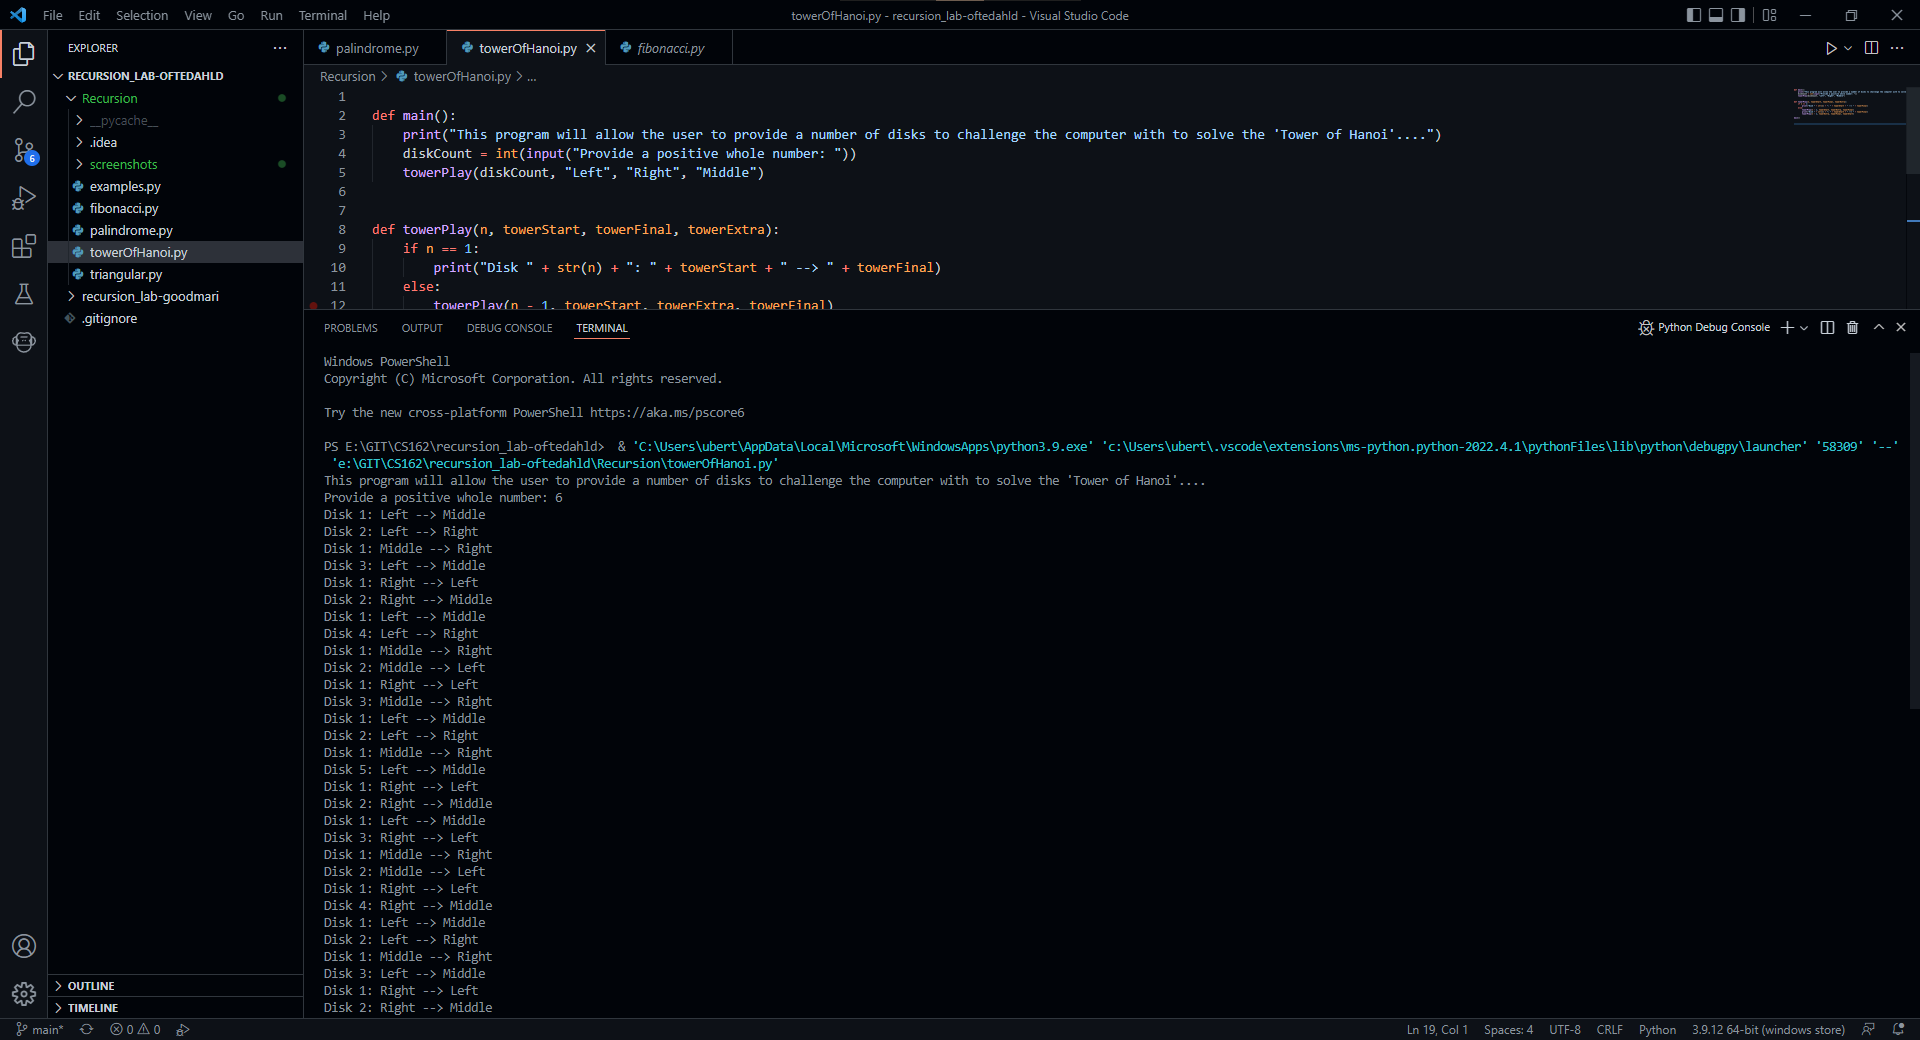 File Edit Selection View Go Run Terminal Help
towerOfHanoi.py - recursion_lab-oftedahld - Visual Studio Code
EXPLORER
RECURSION_LAB-OFTEDAHLD
Recursion
__pycache__
.idea
screenshots
examples.py
fibonacci.py
palindrome.py
towerOfHanoi.py
triangular.py
recursion_lab-goodmari
.gitignore
6
OUTLINE
TIMELINE
palindrome.py towerOfHanoi.py fibonacci.py
Recursion > towerOfHanoi.py > ...
1
2 def main():
3 print("This program will allow the user to provide a number of disks to challenge the computer with to solve the 'Tower of Hanoi'....")
4 diskCount = int(input("Provide a positive whole number: "))
5 towerPlay(diskCount, "Left", "Right", "Middle")
6
7
8 def towerPlay(n, towerStart, towerFinal, towerExtra):
9 if n == 1:
10 print("Disk " + str(n) + ": " + towerStart + " --> " + towerFinal)
11 else:
12 towerPlay(n - 1, towerStart, towerExtra, towerFinal)
PROBLEMS OUTPUT DEBUG CONSOLE TERMINAL
Python Debug Console
Windows PowerShell
Copyright (C) Microsoft Corporation. All rights reserved.
Try the new cross-platform PowerShell https://aka.ms/pscore6
PS E:\GIT\CS162\recursion_lab-oftedahld>  & 'C:\Users\ubert\AppData\Local\Microsoft\WindowsApps\python3.9.exe' 'c:\Users\ubert\.vscode\extensions\ms-python.python-2022.4.1\pythonFiles\lib\python\debugpy\launcher' '58309' '--'
'e:\GIT\CS162\recursion_lab-oftedahld\Recursion\towerOfHanoi.py'
This program will allow the user to provide a number of disks to challenge the computer with to solve the 'Tower of Hanoi'....
Provide a positive whole number: 6
Disk 1: Left --> Middle
Disk 2: Left --> Right
Disk 1: Middle --> Right
Disk 3: Left --> Middle
Disk 1: Right --> Left
Disk 2: Right --> Middle
Disk 1: Left --> Middle
Disk 4: Left --> Right
Disk 1: Middle --> Right
Disk 2: Middle --> Left
Disk 1: Right --> Left
Disk 3: Middle --> Right
Disk 1: Left --> Middle
Disk 2: Left --> Right
Disk 1: Middle --> Right
Disk 5: Left --> Middle
Disk 1: Right --> Left
Disk 2: Right --> Middle
Disk 1: Left --> Middle
Disk 3: Right --> Left
Disk 1: Middle --> Right
Disk 2: Middle --> Left
Disk 1: Right --> Left
Disk 4: Right --> Middle
Disk 1: Left --> Middle
Disk 2: Left --> Right
Disk 1: Middle --> Right
Disk 3: Left --> Middle
Disk 1: Right --> Left
Disk 2: Right --> Middle
main* 0 0
Ln 19, Col 1 Spaces: 4 UTF-8 CRLF Python 3.9.12 64-bit (windows store)